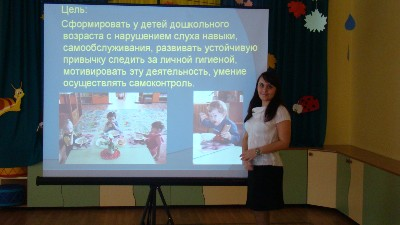 Цель:
Сформировать у детей дошкольного
возраста с нарушением слуха навыки,
самообслуживания, развивать устойчивую
привычку следить за личной гигиеной,
мотивировать эту деятельность, умение
осуществлять самоконтроль.